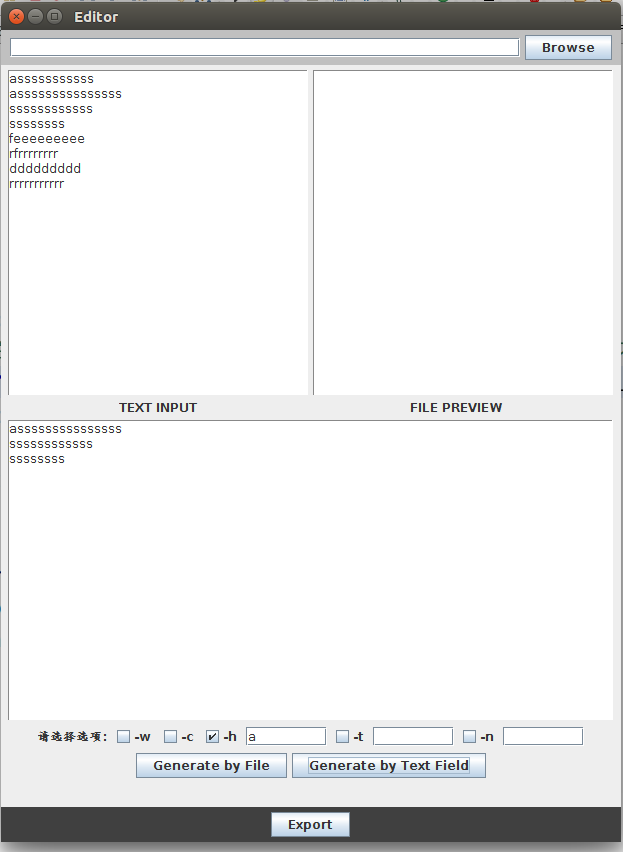 Editor
Browse
asssssssssss
asssssssssssssss
ssssssssssss
ssssssss
feeeeeeeee
rfrrrrrrrr
ddddddddd
rrrrrrrrrrr
TEXT INPUT
FILE PREVIEW
asssssssssssssss
ssssssssssss
ssssssss
请选择选项: -w -c -h a -t -n
Generate by File
Generate by Text Field
Export